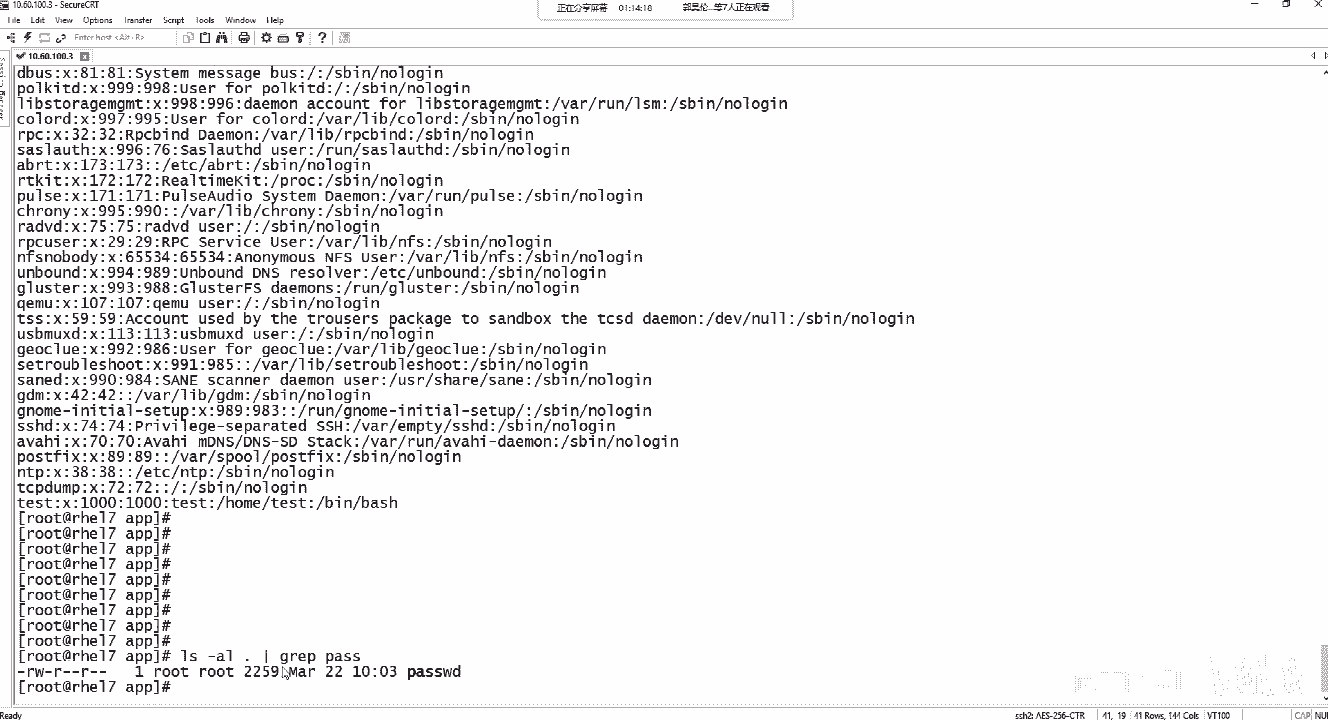 10.60.100.3 - SecureCRT
正在分享屏幕 01:14:18 郭昊伦...等7人正在观看
File Edit View Options Transfer Script Tools Window Help
Enter host <Alt+R>
10.60.100.3
dbus:x:81:81:System message bus:/:/sbin/nologin
polkitd:x:999:998:User for polkitd:/:/sbin/nologin
libstoragemgmt:x:998:996:daemon account for libstoragemgmt:/var/run/lsm:/sbin/nologin
colord:x:997:995:User for colord:/var/lib/colord:/sbin/nologin
rpc:x:32:32:Rpcbind Daemon:/var/lib/rpcbind:/sbin/nologin
saslauth:x:996:76:Saslauthd user:/run/saslauthd:/sbin/nologin
abrt:x:173:173::/etc/abrt:/sbin/nologin
rtkit:x:172:172:RealtimeKit:/proc:/sbin/nologin
pulse:x:171:171:PulseAudio System Daemon:/var/run/pulse:/sbin/nologin
chrony:x:995:990::/var/lib/chrony:/sbin/nologin
radvd:x:75:75:radvd user:/:/sbin/nologin
rpcuser:x:29:29:RPC Service User:/var/lib/nfs:/sbin/nologin
nfsnobody:x:65534:65534:Anonymous NFS User:/var/lib/nfs:/sbin/nologin
unbound:x:994:989:Unbound DNS resolver:/etc/unbound:/sbin/nologin
gluster:x:993:988:GlusterFS daemons:/run/gluster:/sbin/nologin
qemu:x:107:107:qemu user:/:/sbin/nologin
tss:x:59:59:Account used by the trousers package to sandbox the tcsd daemon:/dev/null:/sbin/nologin
usbmuxd:x:113:113:usbmuxd user:/:/sbin/nologin
geoclue:x:992:986:User for geoclue:/var/lib/geoclue:/sbin/nologin
setroubleshoot:x:991:985::/var/lib/setroubleshoot:/sbin/nologin
saned:x:990:984:SANE scanner daemon user:/usr/share/sane:/sbin/nologin
gdm:x:42:42::/var/lib/gdm:/sbin/nologin
gnome-initial-setup:x:989:983::/run/gnome-initial-setup/:/sbin/nologin
sshd:x:74:74:Privilege-separated SSH:/var/empty/sshd:/sbin/nologin
avahi:x:70:70:Avahi mDNS/DNS-SD Stack:/var/run/avahi-daemon:/sbin/nologin
postfix:x:89:89::/var/spool/postfix:/sbin/nologin
ntp:x:38:38::/etc/ntp:/sbin/nologin
tcpdump:x:72:72::/:/sbin/nologin
test:x:1000:1000:test:/home/test:/bin/bash
[root@rhel7 app]#
[root@rhel7 app]#
[root@rhel7 app]#
[root@rhel7 app]#
[root@rhel7 app]#
[root@rhel7 app]#
[root@rhel7 app]#
[root@rhel7 app]#
[root@rhel7 app]#
[root@rhel7 app]# ls -al . | grep pass
-rw-r--r-- 1 root root 2259 Mar 22 10:03 passwd
[root@rhel7 app]#
Ready ssh2: AES-256-CTR 41, 19 41 Rows, 144 Cols VT100 CAP NUM